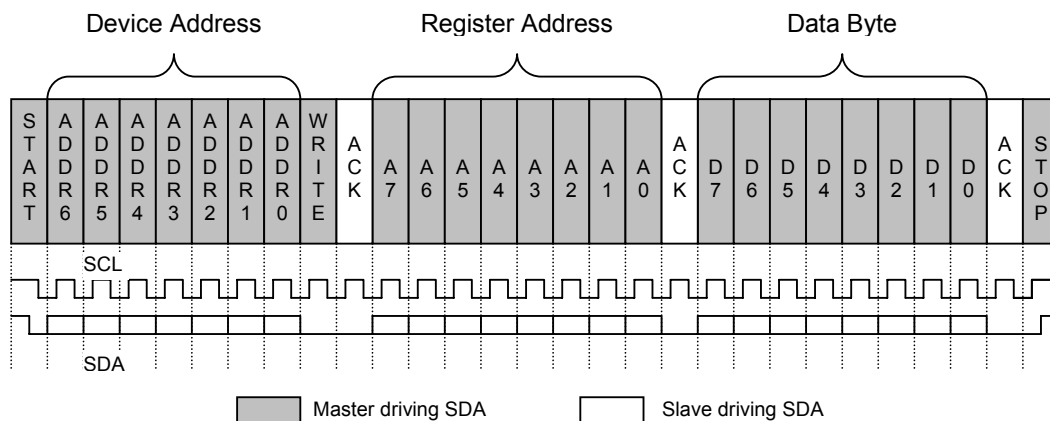 Device Address
Register Address
Data Byte
START
ADDR6
ADDR5
ADDR4
ADDR3
ADDR2
ADDR1
ADDR0
WRITE
ACK
A7
A6
A5
A4
A3
A2
A1
A0
ACK
D7
D6
D5
D4
D3
D2
D1
D0
ACK
STOP
SCL
SDA
Master driving SDA
Slave driving SDA